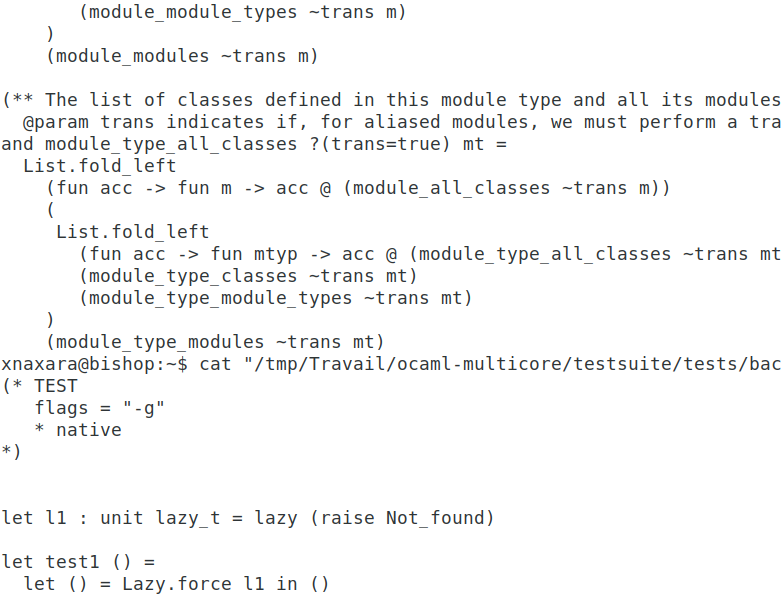 (module_module_types ~trans m)
)
(module_modules ~trans m)
(** The list of classes defined in this module type and all its modules
@param trans indicates if, for aliased modules, we must perform a tra
and module_type_all_classes ?(trans=true) mt =
List.fold_left
(fun acc -> fun m -> acc @ (module_all_classes ~trans m))
(
List.fold_left
(fun acc -> fun mtyp -> acc @ (module_type_all_classes ~trans mt
(module_type_classes ~trans mt)
(module_type_module_types ~trans mt)
)
(module_type_modules ~trans mt)
xnaxara@bishop:~$ cat "/tmp/Travail/ocaml-multicore/testsuite/tests/bac
(* TEST
flags = "-g"
* native
*)
let l1 : unit lazy_t = lazy (raise Not_found)
let test1 () =
let () = Lazy.force l1 in ()